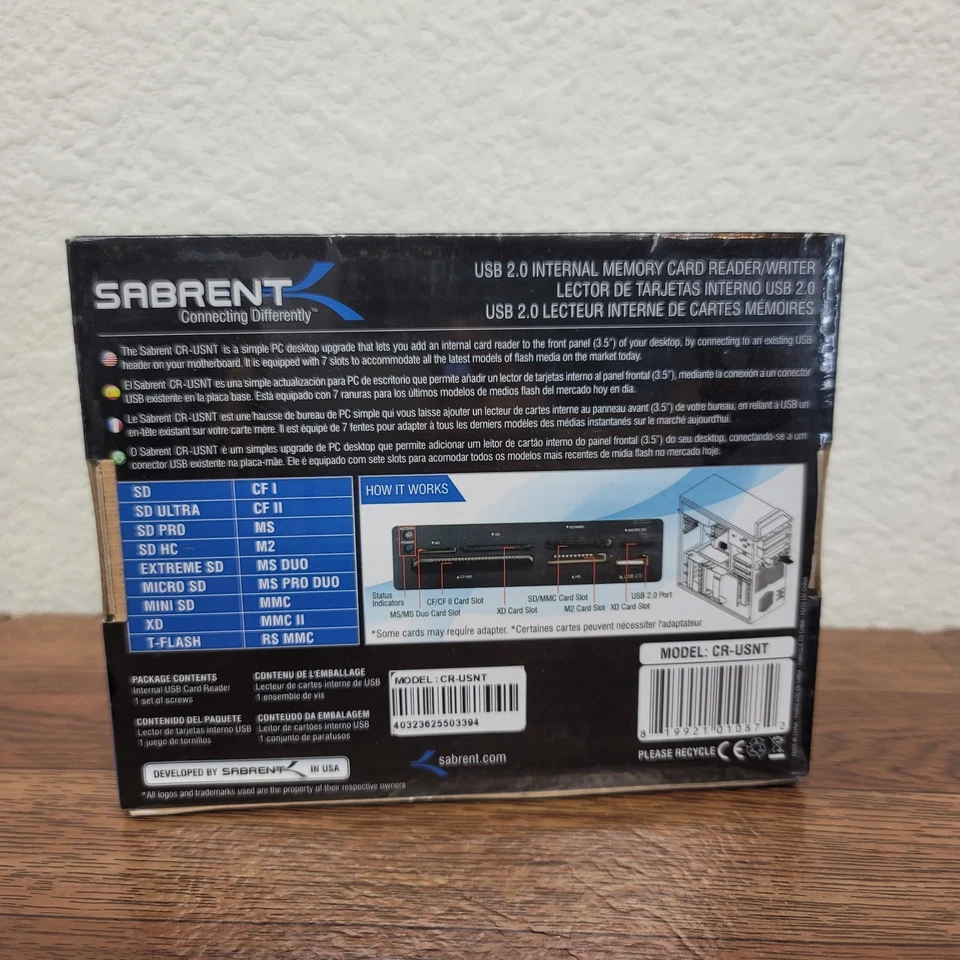 SABRENT
Connecting Differently™
USB 2.0 INTERNAL MEMORY CARD READER/WRITER
LECTOR DE TARJETAS INTERNO USB 2.0
USB 2.0 LECTEUR INTERNE DE CARTES MÉMOIRES
The Sabrent CR-USNT is a simple PC desktop upgrade that lets you add an internal card reader to the front panel (3.5") of your desktop, by connecting to an existing USB
header on your motherboard. It is equipped with 7 slots to accommodate all the latest models of flash media on the market today.
El Sabrent CR-USNT es una simple actualización para PC de escritorio que permite añadir un lector de tarjetas interno al panel frontal (3.5"), mediante la conexión a un conector
USB existente en la placa base. Está equipado con 7 ranuras para los últimos modelos de medios flash del mercado hoy en día.
Le Sabrent CR-USNT est une hausse de bureau de PC simple qui vous laisse ajouter un lecteur de cartes interne au panneau avant (3.5") de votre bureau, en reliant à USB un
en-tête existant sur votre carte mère. Il est équipé de 7 fentes pour adapter à tous les derniers modèles des médias instantanés sur le marché aujourd'hui.
O Sabrent CR-USNT é um simples upgrade de PC desktop que permite adicionar um leitor de cartão interno do painel frontal (3.5") do seu desktop, conectando-se a um
conector USB existente na placa-mãe. Ele é equipado com sete slots para acomodar todos os modelos mais recentes de mídia flash no mercado hoje.
SD CF I
SD ULTRA CF II
SD PRO MS
SD HC M2
EXTREME SD MS DUO
MICRO SD MS PRO DUO
MINI SD MMC
XD MMC II
T-FLASH RS MMC
HOW IT WORKS
ACCESS
POWER
SD/MMC
USB 2.0
Status
Indicators
MS/MS Duo Card Slot
CF/CF II Card Slot
XD Card Slot
SD/MMC Card Slot
M2 Card Slot
USB 2.0 Port
XD Card Slot
*Some cards may require adapter. *Certaines cartes peuvent nécessiter l'adaptateur
PACKAGE CONTENTS
Internal USB Card Reader
1 set of screws
CONTENU DE L'EMBALLAGE
Lecteur de cartes interne de USB
1 ensemble de vis
CONTENIDO DEL PAQUETE
Lector de tarjetas interno USB
1 juego de tornillos
CONTEÚDO DA EMBALAGEM
Leitor de cartões interno USB
1 conjunto de parafusos
MODEL : CR-USNT
40323625503394
MODEL: CR-USNT
8 19921 01087 2
PLEASE RECYCLE CE
sabrent.com
DEVELOPED BY SABRENT IN USA
*All logos and trademarks used are the property of their respective owners